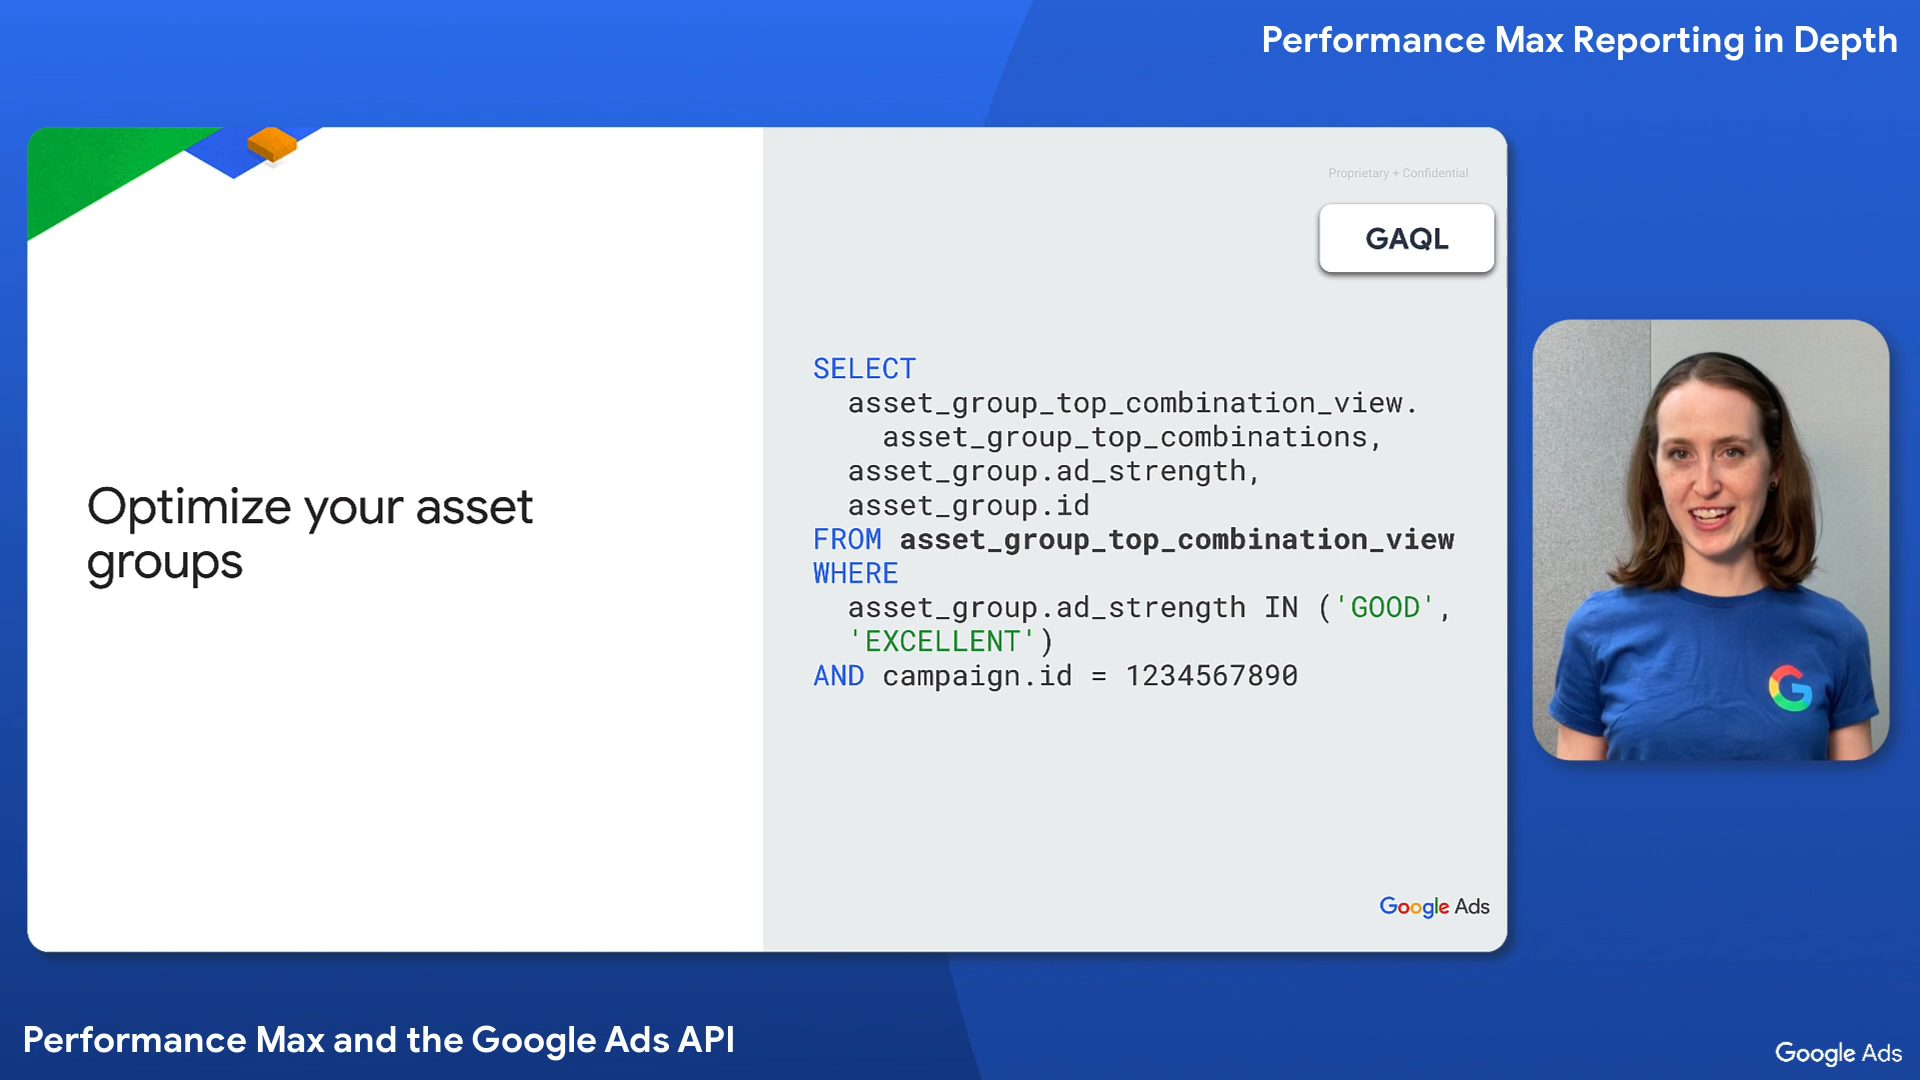 Performance Max Reporting in Depth
Proprietary + Confidential
GAQL
Optimize your asset
groups
SELECT
asset_group_top_combination_view.
asset_group_top_combinations,
asset_group.ad_strength,
asset_group.id
FROM asset_group_top_combination_view
WHERE
asset_group.ad_strength IN ('GOOD',
'EXCELLENT')
AND campaign.id = 1234567890
Google Ads
G
Performance Max and the Google Ads API
Google Ads